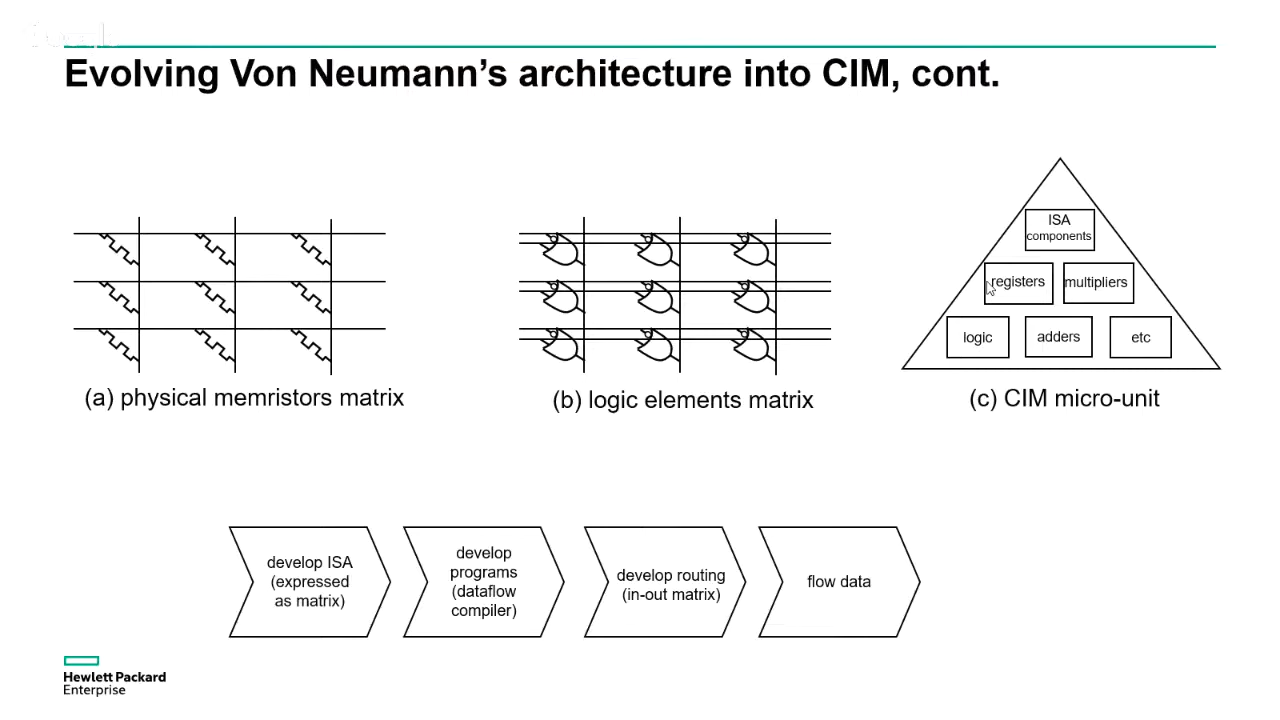 Evolving Von Neumann's architecture into CIM, cont.
ISA
components
registers
multipliers
logic
adders
etc
(a) physical memristors matrix
(b) logic elements matrix
(c) CIM micro-unit
develop ISA
(expressed
as matrix)
develop
programs
(dataflow
compiler)
develop routing
(in-out matrix)
flow data
Hewlett Packard
Enterprise